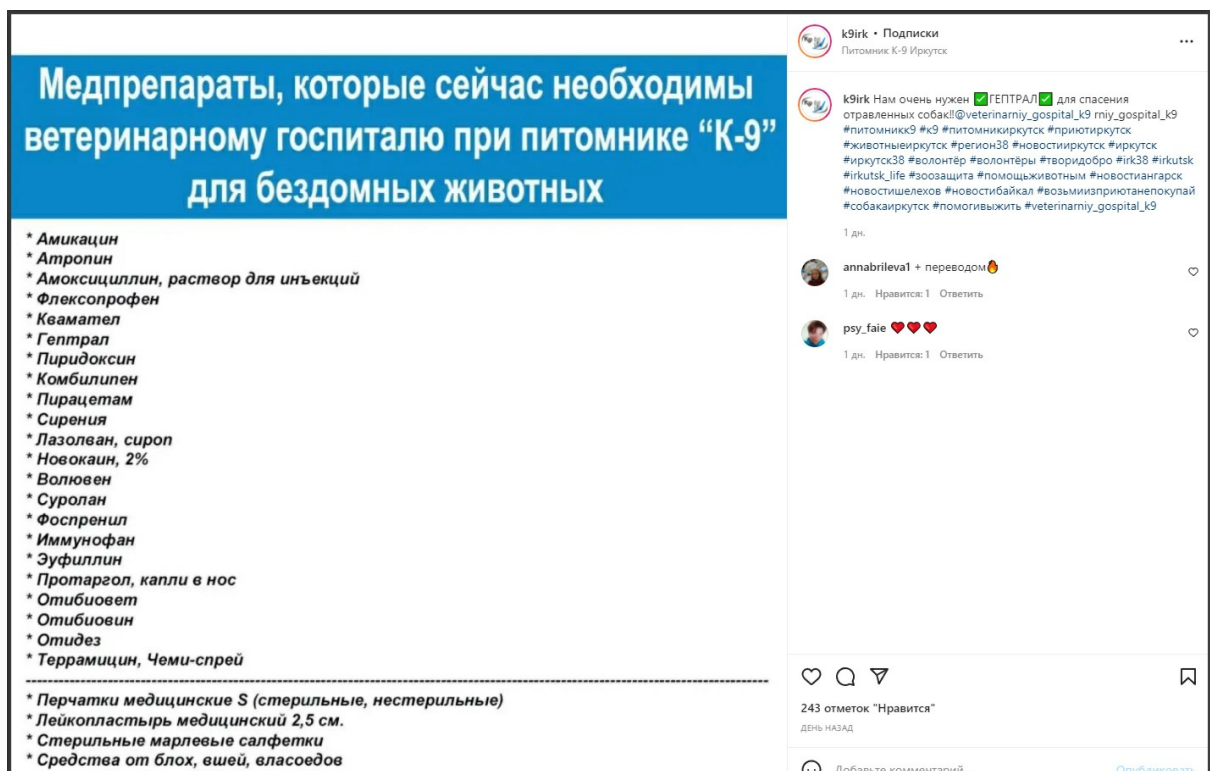 Медпрепараты, которые сейчас необходимы
ветеринарному госпиталю при питомнике “К-9”
для бездомных животных
* Амикацин
* Атропин
* Амоксициллин, раствор для инъекций
* Флексопрофен
* Квамател
* Гептрал
* Пиридоксин
* Комбилипен
* Пирацетам
* Сирения
* Лазолван, сироп
* Новокаин, 2%
* Волювен
* Суролан
* Фоспренил
* Иммунофан
* Эуфиллин
* Протаргол, капли в нос
* Отибиовет
* Отибиовин
* Отидез
* Террамицин, Чеми-спрей
* Перчатки медицинские S (стерильные, нестерильные)
* Лейкопластырь медицинский 2,5 см.
* Стерильные марлевые салфетки
* Средства от блох, вшей, власоедов
k9irk • Подписки
Питомник К-9 Иркутск
k9irk Нам очень нужен ✅ГЕПТРАЛ✅ для спасения
отравленных собак‼@veterinarniy_gospital_k9 rniy_gospital_k9
#питомникк9 #к9 #питомникиркутск #приютиркутск
#животныеиркутск #регион38 #новостииркутск #иркутск
#иркутск38 #волонтёр #волонтёры #творидобро #irk38 #irkutsk
#irkutsk_life #зоозащита #помощьживотным #новостиангарск
#новостишелехов #новостибайкал #возьмиизприютанепокупай
#собакаиркутск #помогивыжить #veterinarniy_gospital_k9
1 дн.
annabrileva1 + переводом🔥
1 дн. Нравится: 1 Ответить
psy_faie ❤❤❤
1 дн. Нравится: 1 Ответить
243 отметок "Нравится"
ДЕНЬ НАЗАД
Добавьте комментарий...
Опубликовать